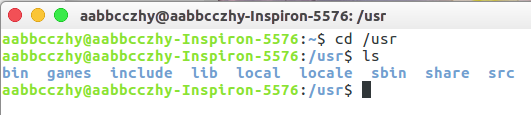 aabbcczhy@aabbcczhy-Inspiron-5576: /usr
aabbcczhy@aabbcczhy-Inspiron-5576:~$ cd /usr
aabbcczhy@aabbcczhy-Inspiron-5576:/usr$ ls
bin  games  include  lib  local  locale  sbin  share  src
aabbcczhy@aabbcczhy-Inspiron-5576:/usr$